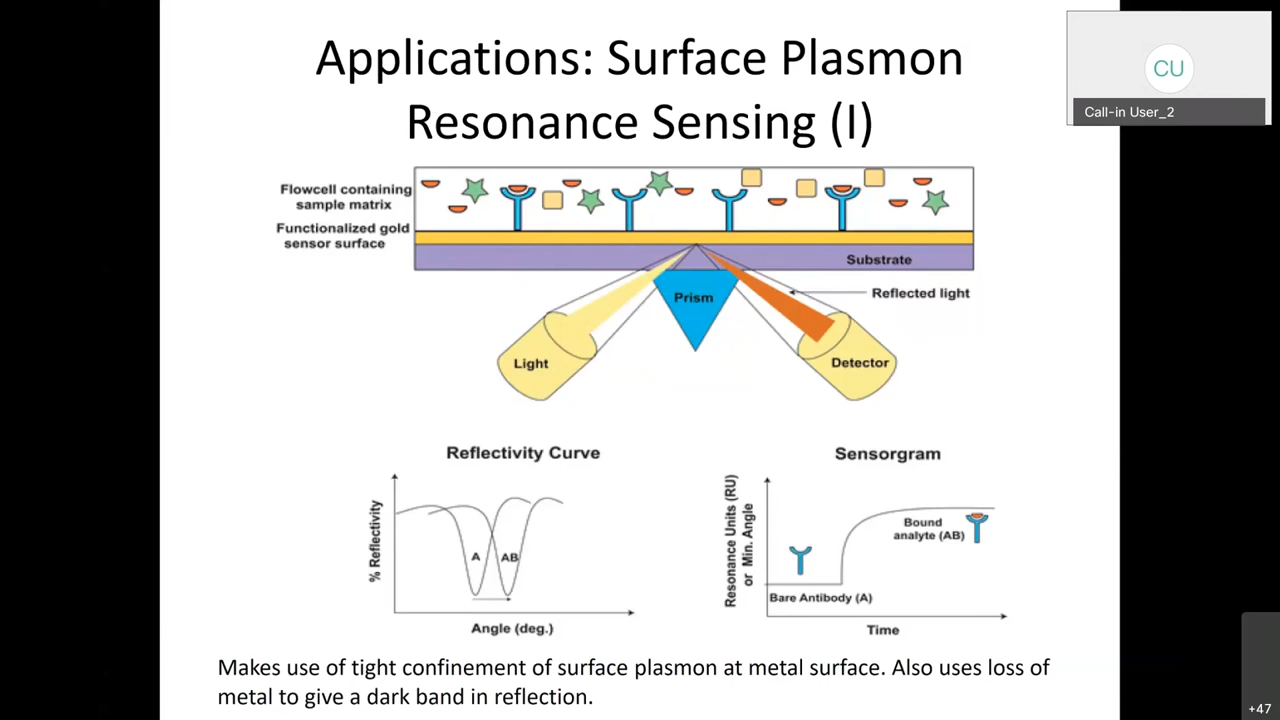 Applications: Surface Plasmon
Resonance Sensing (I)
CU
Call-in User_2
Flowcell containing
sample matrix
Functionalized gold
sensor surface
Substrate
Prism
Reflected light
Light
Detector
Reflectivity Curve
% Reflectivity
A
AB
Angle (deg.)
Sensorgram
Resonance Units (RU)
or Min. Angle
Bound
analyte (AB)
Bare Antibody (A)
Time
Makes use of tight confinement of surface plasmon at metal surface. Also uses loss of
metal to give a dark band in reflection.
+47